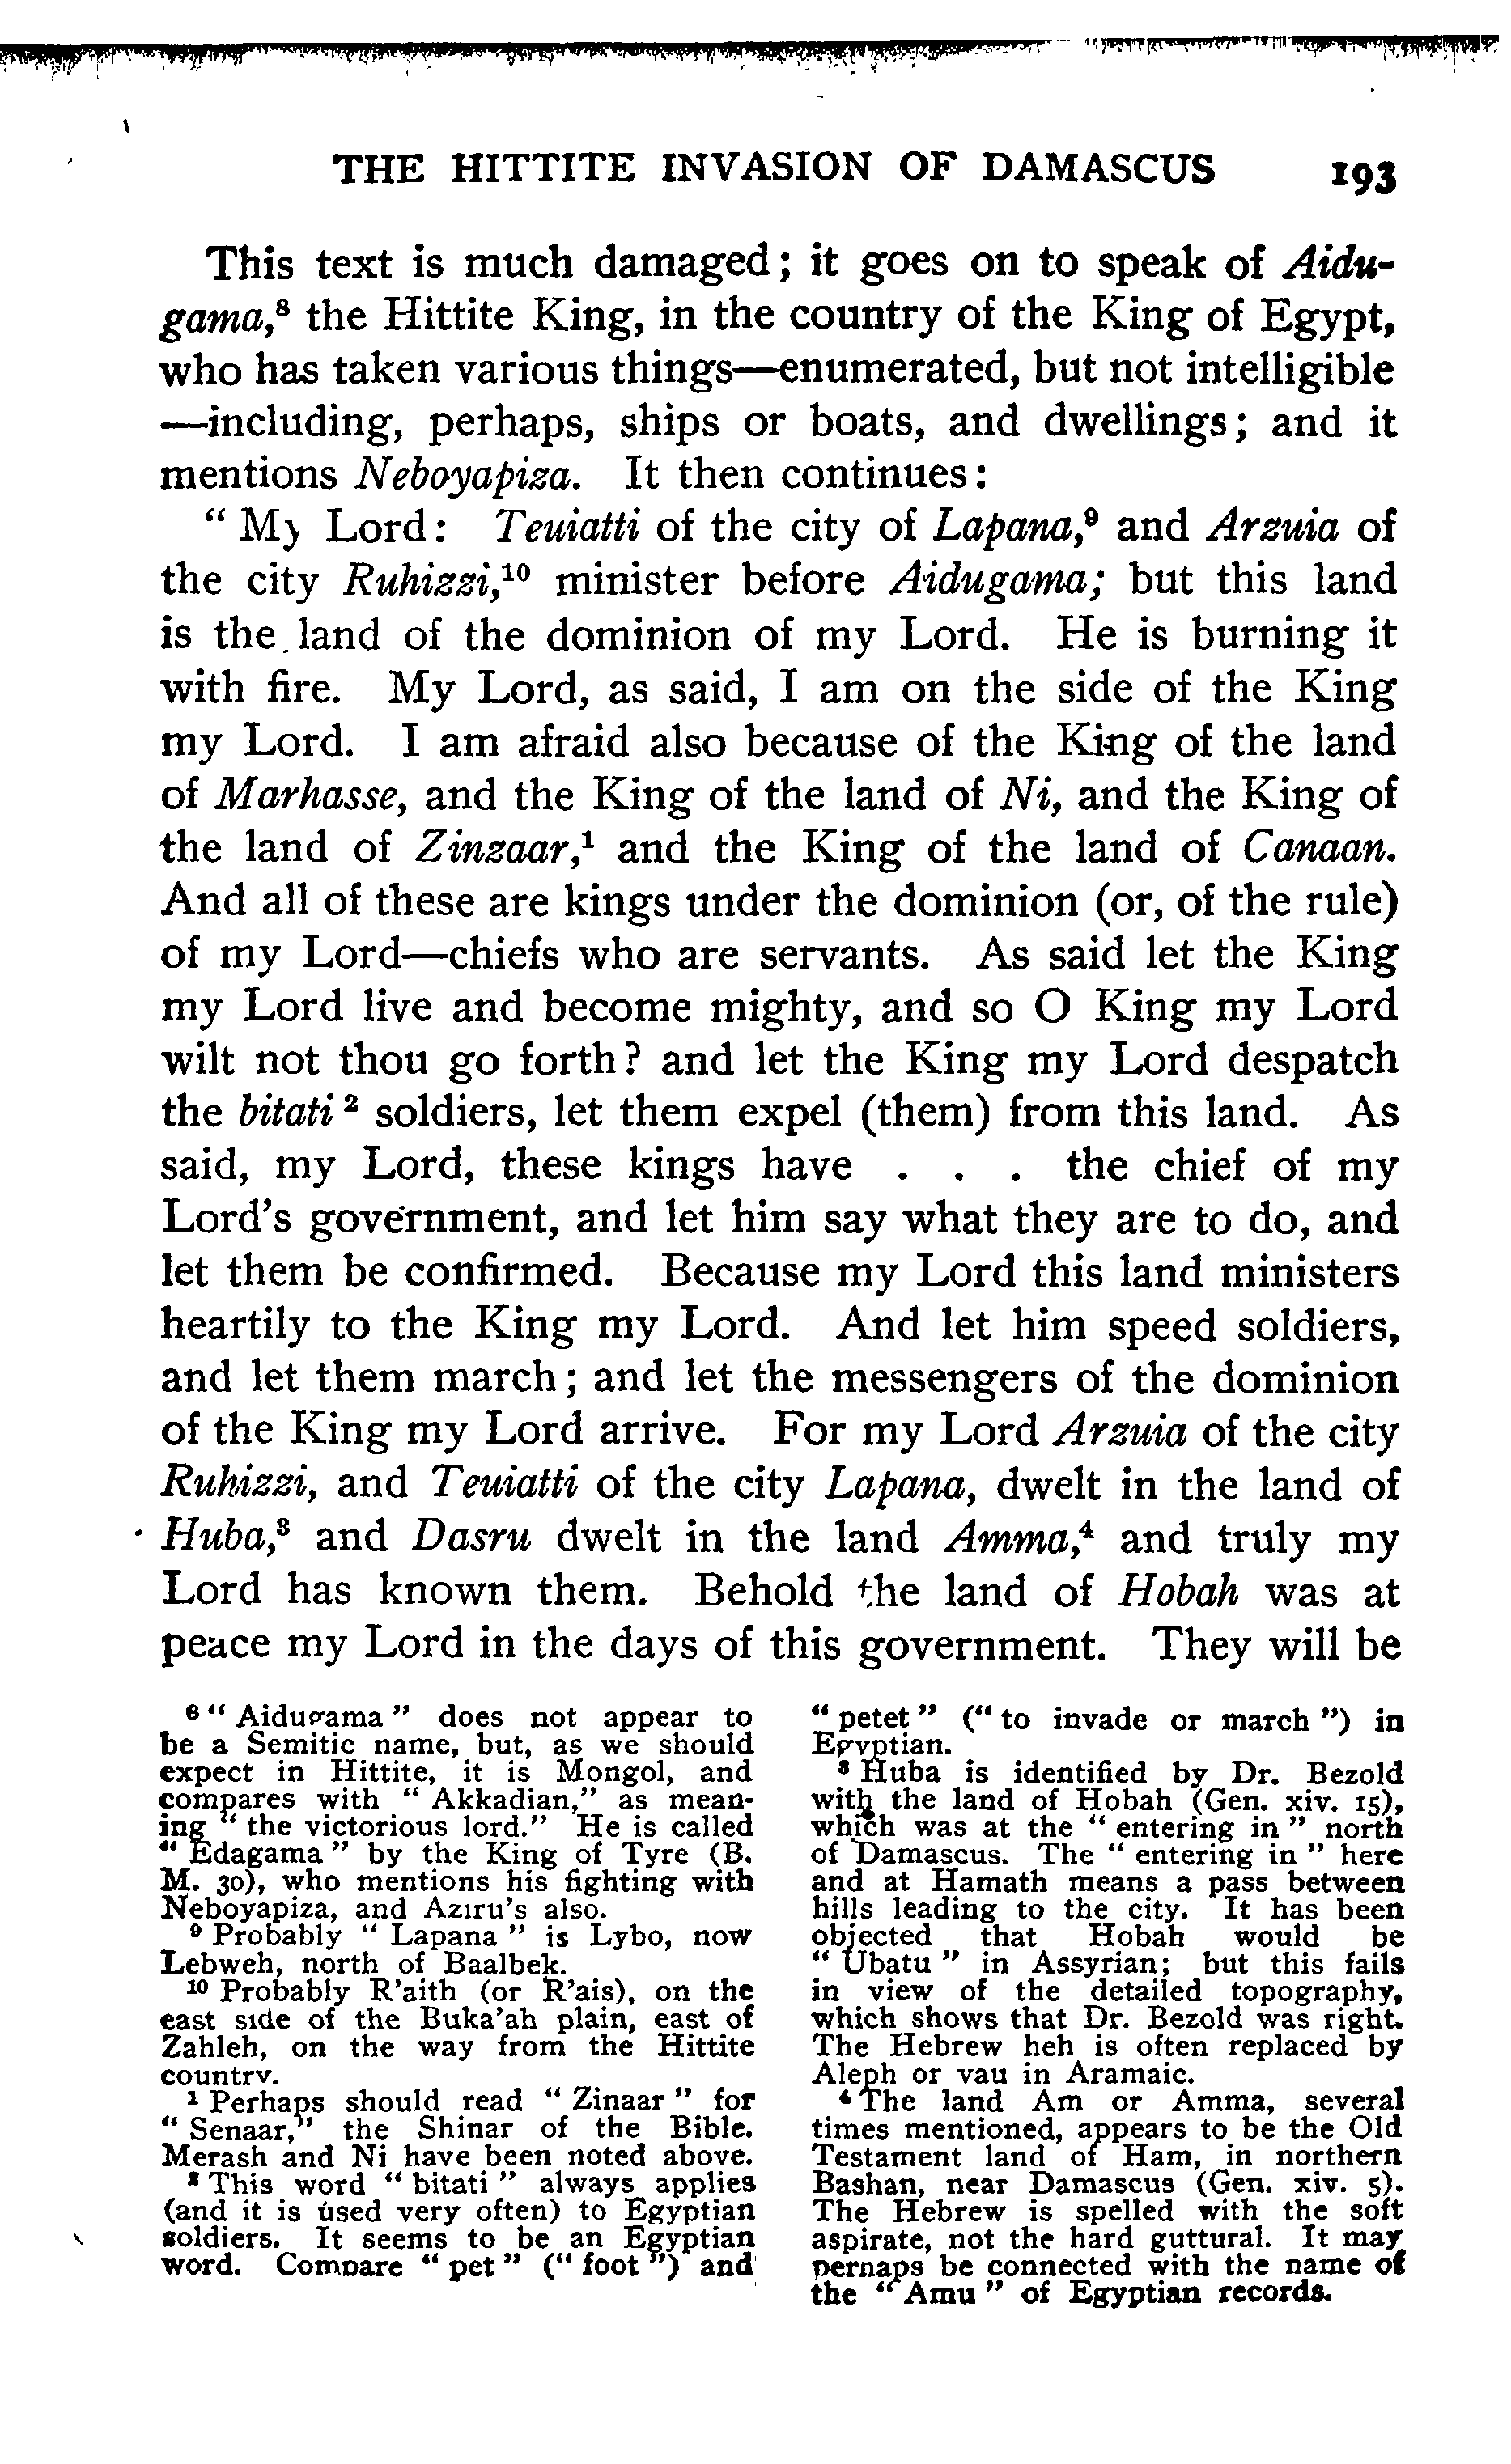 THE HITTITE INVASION OF DAMASCUS 193
This text is much damaged; it goes on to speak of Aidu-
gama,⁸ the Hittite King, in the country of the King of Egypt,
who has taken various things—enumerated, but not intelligible
—including, perhaps, ships or boats, and dwellings; and it
mentions Neboyapiza. It then continues:
“My Lord: Teuiatti of the city of Lapana,⁹ and Arzuia of
the city Ruhizzi,¹⁰ minister before Aidugama; but this land
is the land of the dominion of my Lord. He is burning it
with fire. My Lord, as said, I am on the side of the King
my Lord. I am afraid also because of the King of the land
of Marhasse, and the King of the land of Ni, and the King of
the land of Zinzaar,¹ and the King of the land of Canaan.
And all of these are kings under the dominion (or, of the rule)
of my Lord—chiefs who are servants. As said let the King
my Lord live and become mighty, and so O King my Lord
wilt not thou go forth? and let the King my Lord despatch
the bitati ² soldiers, let them expel (them) from this land. As
said, my Lord, these kings have . . . the chief of my
Lord’s government, and let him say what they are to do, and
let them be confirmed. Because my Lord this land ministers
heartily to the King my Lord. And let him speed soldiers,
and let them march; and let the messengers of the dominion
of the King my Lord arrive. For my Lord Arzuia of the city
Ruhizzi, and Teuiatti of the city Lapana, dwelt in the land of
Huba,³ and Dasru dwelt in the land Amma,⁴ and truly my
Lord has known them. Behold the land of Hobah was at
peace my Lord in the days of this government. They will be
⁸ “Aidugama” does not appear to
be a Semitic name, but, as we should
expect in Hittite, it is Mongol, and
compares with “Akkadian,” as mean-
ing “the victorious lord.” He is called
“Edagama” by the King of Tyre (B.
M. 30), who mentions his fighting with
Neboyapiza, and Aziru’s also.
⁹ Probably “Lapana” is Lybo, now
Lebweh, north of Baalbek.
¹⁰ Probably R’aith (or R’ais), on the
east side of the Buka’ah plain, east of
Zahleh, on the way from the Hittite
country.
¹ Perhaps should read “Zinaar” for
“Senaar,” the Shinar of the Bible.
Merash and Ni have been noted above.
² This word “bitati” always applies
(and it is used very often) to Egyptian
soldiers. It seems to be an Egyptian
word. Compare “pet” (“foot”) and
“petet” (“to invade or march”) in
Egyptian.
³ Huba is identified by Dr. Bezold
with the land of Hobah (Gen. xiv. 15),
which was at the “entering in” north
of Damascus. The “entering in” here
and at Hamath means a pass between
hills leading to the city. It has been
objected that Hobah would be
“Ubatu” in Assyrian; but this fails
in view of the detailed topography,
which shows that Dr. Bezold was right.
The Hebrew heh is often replaced by
Aleph or vau in Aramaic.
⁴ The land Am or Amma, several
times mentioned, appears to be the Old
Testament land of Ham, in northern
Bashan, near Damascus (Gen. xiv. 5).
The Hebrew is spelled with the soft
aspirate, not the hard guttural. It may
perhaps be connected with the name of
the “Amu” of Egyptian records.